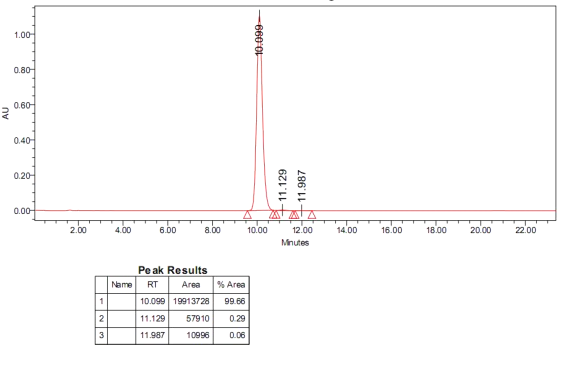 1.00
0.80
0.60
0.40
0.20
0.00
AU
10.099
11.129
11.987
2.00 4.00 6.00 8.00 10.00 12.00 14.00 16.00 18.00 20.00 22.00
Minutes
Peak Results
Name RT Area % Area
1 10.099 19913728 99.66
2 11.129 57910 0.29
3 11.987 10996 0.06